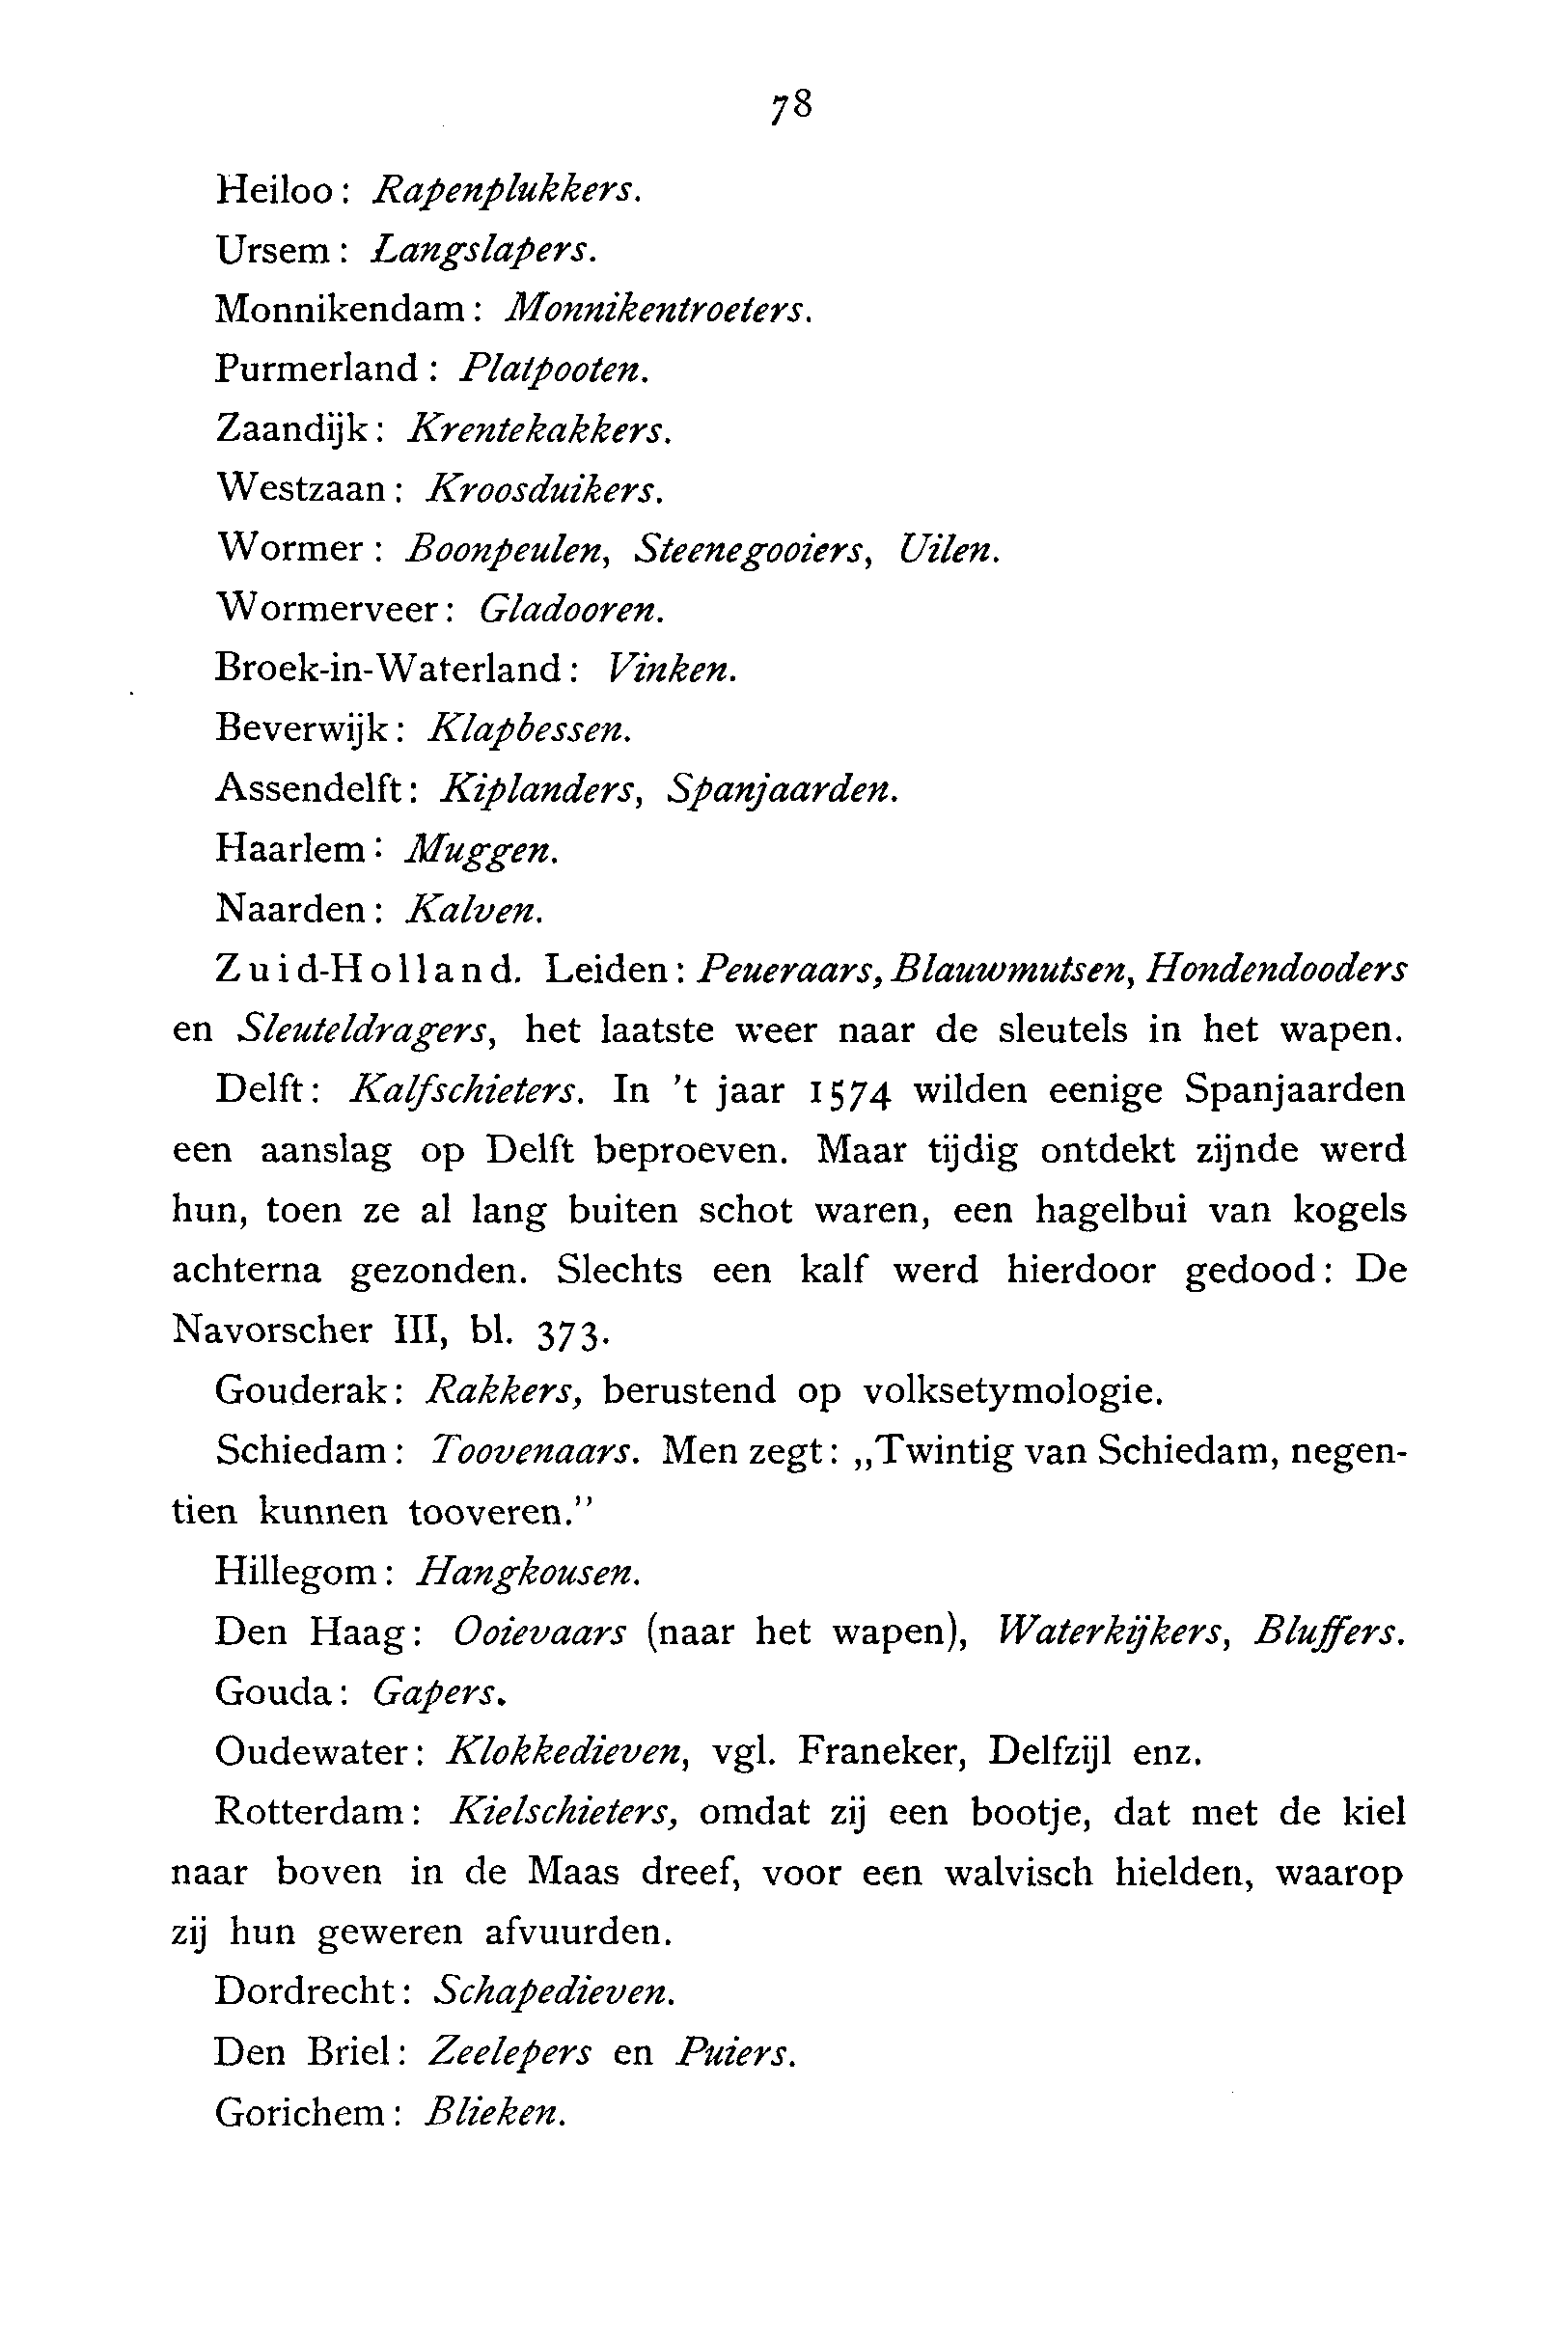 78
Heiloo: Rapenplukkers.
Ursem: Langslapers.
Monnikendam: Monnikentroeters.
Purmerland: Platpooten.
Zaandijk: Krentekakkers.
Westzaan: Kroosduikers.
Wormer: Boonpeulen, Steenegooiers, Uilen.
Wormerveer: Gladooren.
Broek-in-Waterland: Vinken.
Beverwijk: Klapbessen.
Assendelft: Kiplanders, Spanjaarden.
Haarlem: Muggen.
Naarden: Kalven.
Zuid-Holland. Leiden: Peueraars, Blauwmutsen, Hondendooders
en Sleuteldragers, het laatste weer naar de sleutels in het wapen.
Delft: Kalfschieters. In 't jaar 1574 wilden eenige Spanjaarden
een aanslag op Delft beproeven. Maar tijdig ontdekt zijnde werd
hun, toen ze al lang buiten schot waren, een hagelbui van kogels
achterna gezonden. Slechts een kalf werd hierdoor gedood: De
Navorscher III, bl. 373.
Gouderak: Rakkers, berustend op volksetymologie.
Schiedam: Toovenaars. Men zegt: „Twintig van Schiedam, negen-
tien kunnen tooveren.”
Hillegom: Hangkousen.
Den Haag: Ooievaars (naar het wapen), Waterkijkers, Bluffers.
Gouda: Gapers.
Oudewater: Klokkedieven, vgl. Franeker, Delfzijl enz.
Rotterdam: Kielschieters, omdat zij een bootje, dat met de kiel
naar boven in de Maas dreef, voor een walvisch hielden, waarop
zij hun geweren afvuurden.
Dordrecht: Schapedieven.
Den Briel: Zeelepers en Puiers.
Gorichem: Blieken.